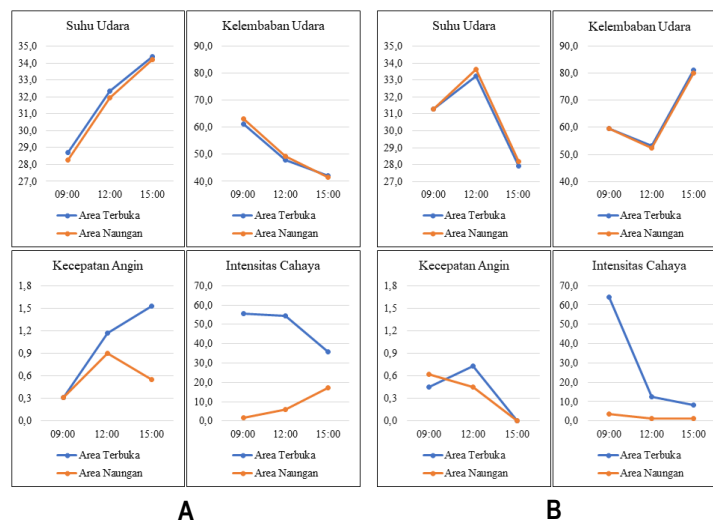 Suhu Udara
35,0
34,0
33,0
32,0
31,0
30,0
29,0
28,0
27,0
09:00 12:00 15:00
Area Terbuka
Area Naungan
Kelembaban Udara
90,0
80,0
70,0
60,0
50,0
40,0
09:00 12:00 15:00
Area Terbuka
Area Naungan
Kecepatan Angin
1,8
1,5
1,2
0,9
0,6
0,3
0,0
09:00 12:00 15:00
Area Terbuka
Area Naungan
Intensitas Cahaya
70,0
60,0
50,0
40,0
30,0
20,0
10,0
0,0
09:00 12:00 15:00
Area Terbuka
Area Naungan
A
Suhu Udara
35,0
34,0
33,0
32,0
31,0
30,0
29,0
28,0
27,0
09:00 12:00 15:00
Area Terbuka
Area Naungan
Kelembaban Udara
90,0
80,0
70,0
60,0
50,0
40,0
09:00 12:00 15:00
Area Terbuka
Area Naungan
Kecepatan Angin
1,8
1,5
1,2
0,9
0,6
0,3
0,0
09:00 12:00 15:00
Area Terbuka
Area Naungan
Intensitas Cahaya
70,0
60,0
50,0
40,0
30,0
20,0
10,0
0,0
09:00 12:00 15:00
Area Terbuka
Area Naungan
B